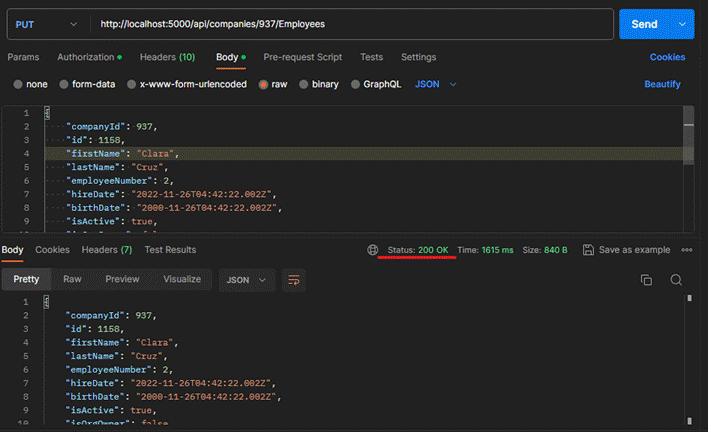 PUT http://localhost:5000/api/companies/937/Employees Send
Params Authorization Headers (10) Body Pre-request Script Tests Settings Cookies
none form-data x-www-form-urlencoded raw binary GraphQL JSON Beautify
1 {
2 "companyId": 937,
3 "id": 1158,
4 "firstName": "Clara",
5 "lastName": "Cruz",
6 "employeeNumber": 2,
7 "hireDate": "2022-11-26T04:42:22.002Z",
8 "birthDate": "2000-11-26T04:42:22.002Z",
9 "isActive": true,
Body Cookies Headers (7) Test Results Status: 200 OK Time: 1615 ms Size: 840 B Save as example
Pretty Raw Preview Visualize JSON
1 {
2 "companyId": 937,
3 "id": 1158,
4 "firstName": "Clara",
5 "lastName": "Cruz",
6 "employeeNumber": 2,
7 "hireDate": "2022-11-26T04:42:22.002Z",
8 "birthDate": "2000-11-26T04:42:22.002Z",
9 "isActive": true,
10 "isOrgOwner": false,